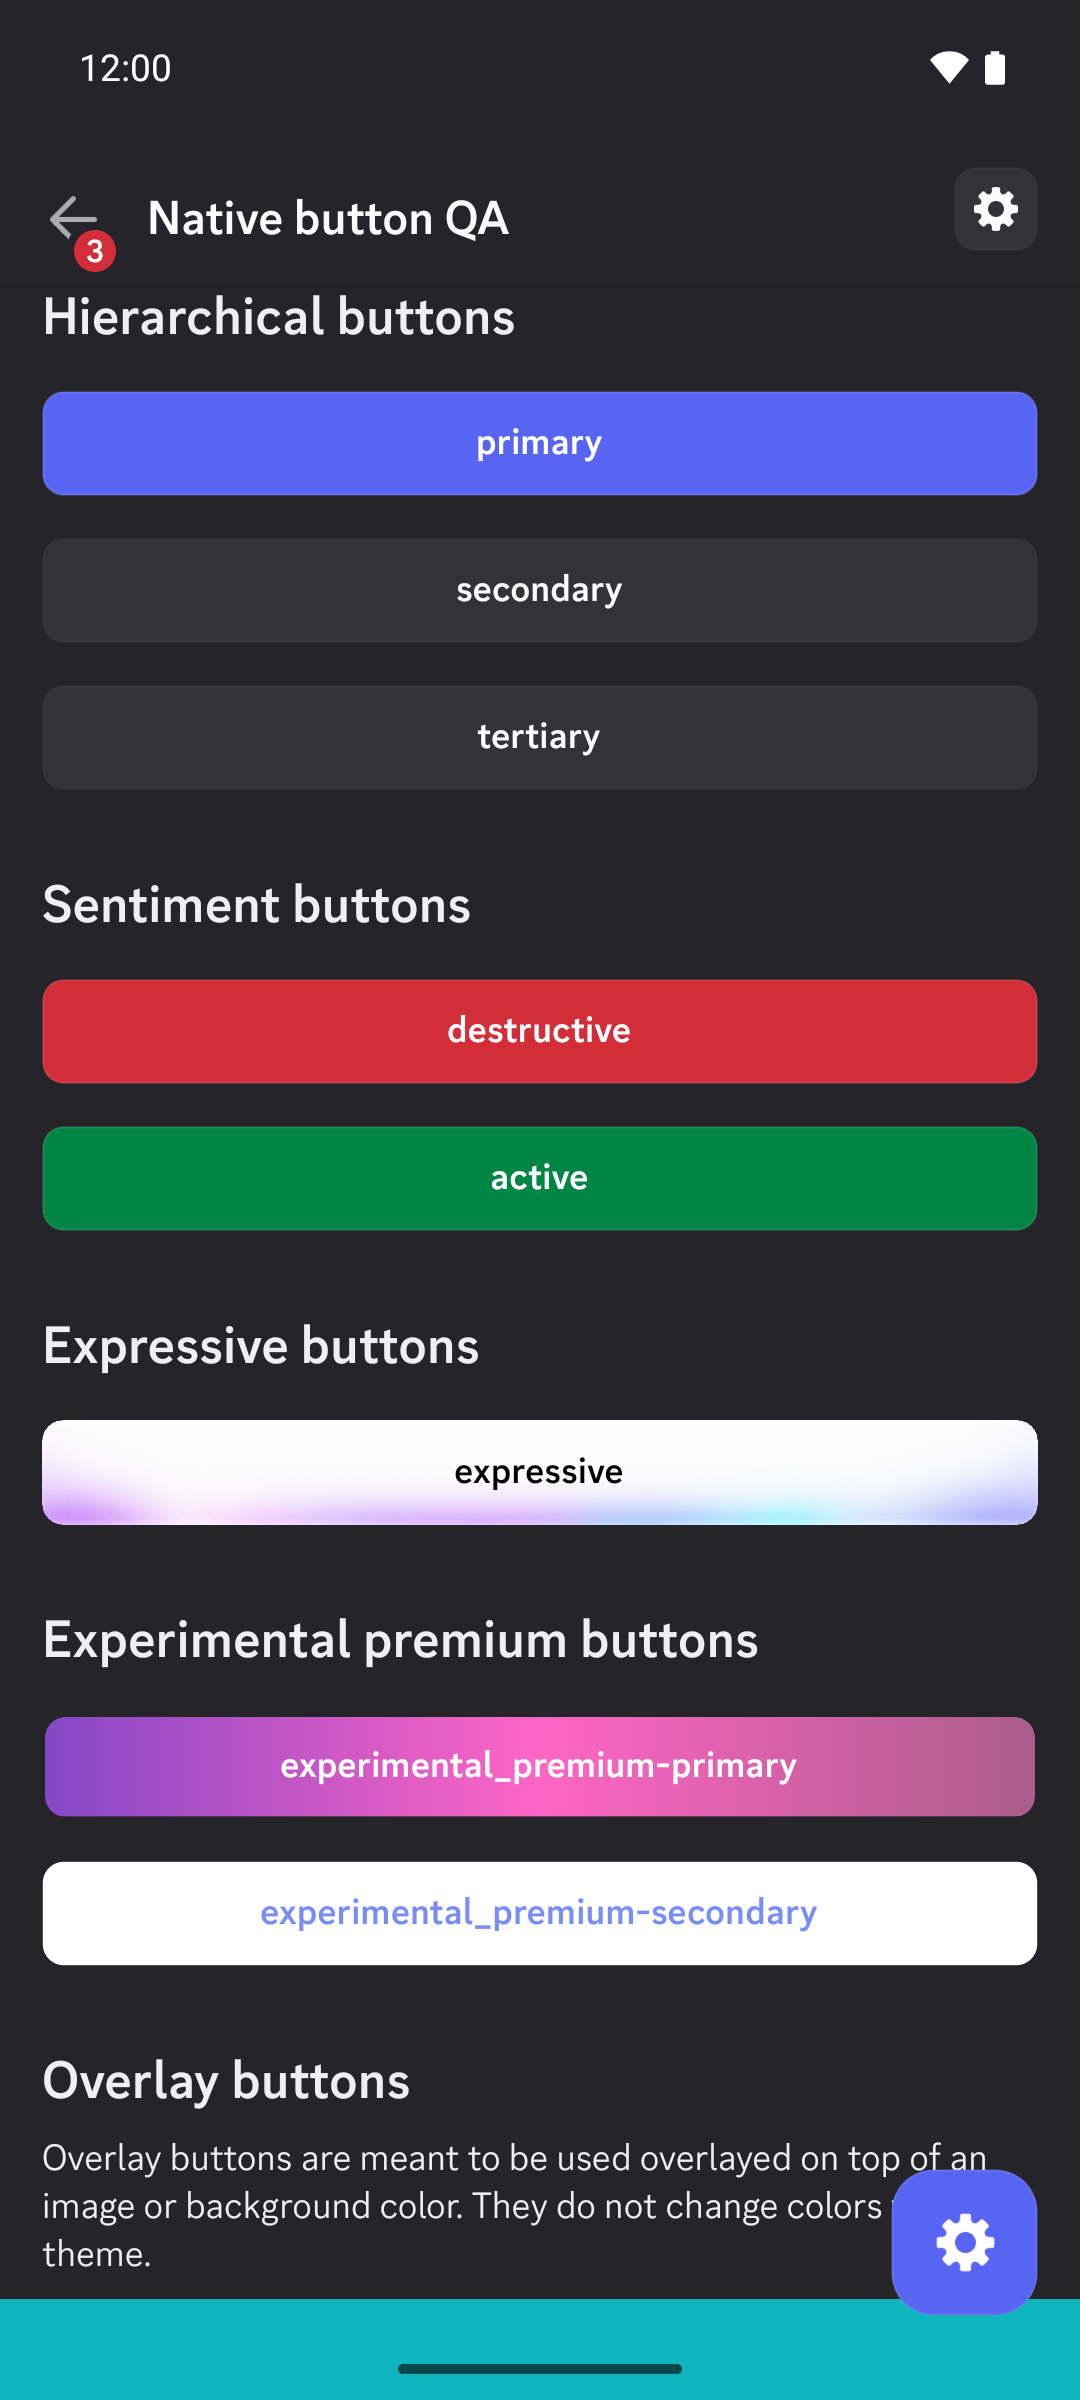 12:00
3
Native button QA
Hierarchical buttons
primary
secondary
tertiary
Sentiment buttons
destructive
active
Expressive buttons
expressive
Experimental premium buttons
experimental_premium-primary
experimental_premium-secondary
Overlay buttons
Overlay buttons are meant to be used overlayed on top of an
image or background color. They do not change colors
theme.